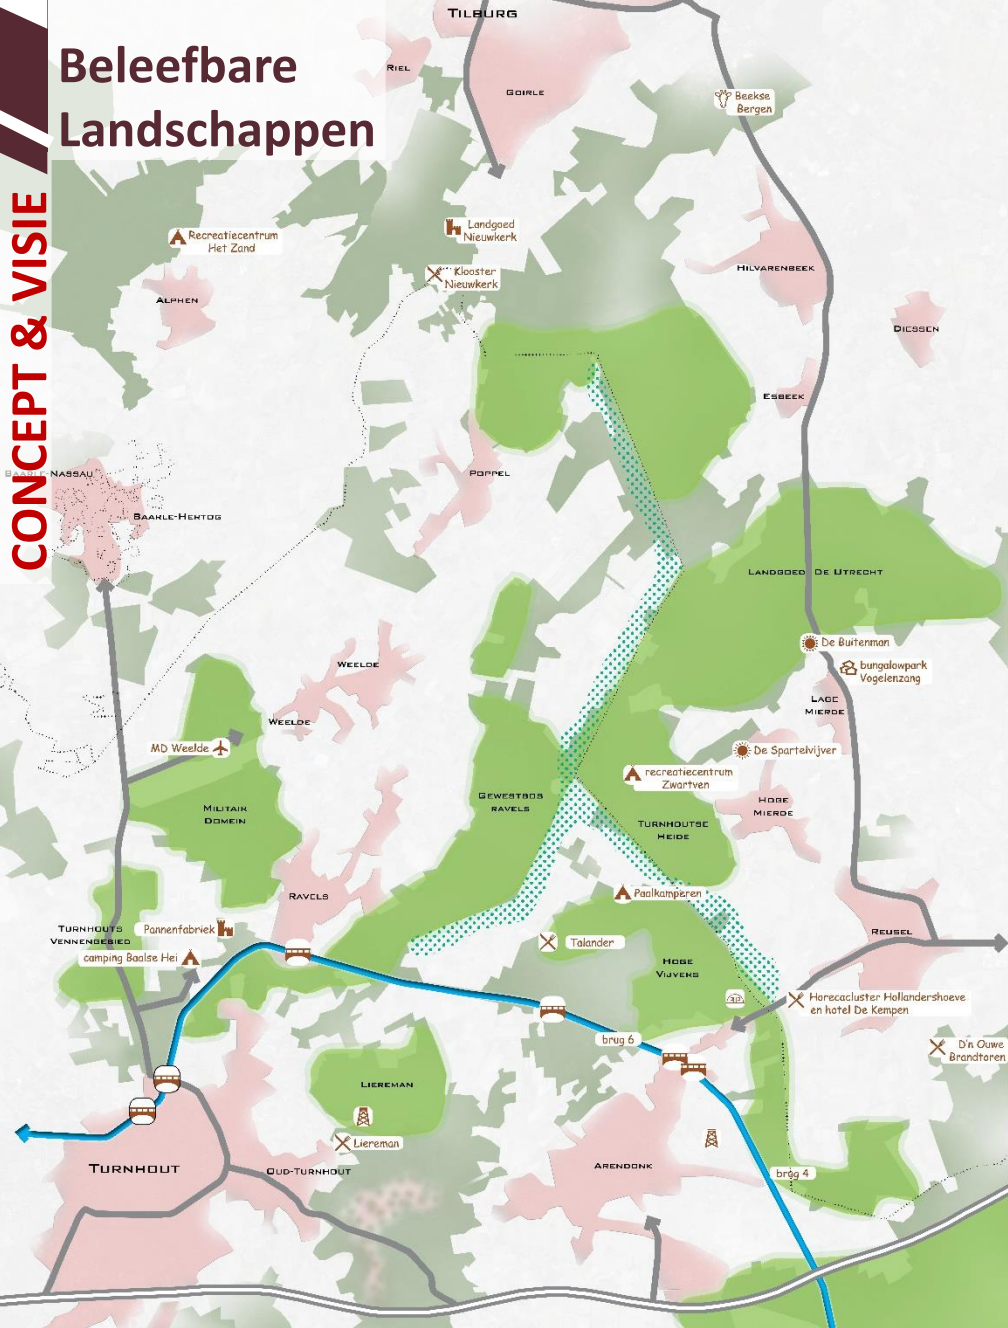 Beleefbare
Landschappen
CONCEPT & VISIE
TILBURG
RIEL
GOIRLE
Beekse
Bergen
Recreatiecentrum
Het Zand
Landgoed
Nieuwkerk
Klooster
Nieuwkerk
HILVARENBEEK
ALPHEN
DIESSEN
ESBEEK
BAARLE-NASSAU
POPPEL
BAARLE-HERTOG
LANDGOED DE UTRECHT
De Buitenman
bungalowpark
Vogelenzang
WEELDE
LAGE
MIERDE
WEELDE
MD Weelde
De Spartelvijver
recreatiecentrum
Zwartven
GEWESTBOS
RAVELS
MILITAIR
DOMEIN
HOGE
MIERDE
TURNHOUTSE
HEIDE
RAVELS
Paalkamperen
TURNHOUTS
VENNENGEBIED
Pannenfabriek
REUSEL
Talander
camping Baalse Hei
HOGE
VIJVERS
Horecacluster Hollandershoeve
en hotel De Kempen
brug 6
D'n Ouwe
Brandtoren
LIEREMAN
Liereman
TURNHOUT
OUD-TURNHOUT
ARENDONK
brug 4